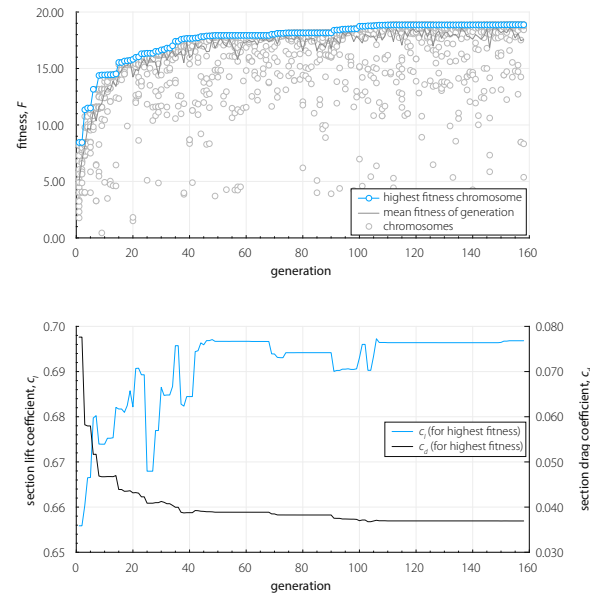 20.00
15.00
10.00
5.00
0.00
fitness, F
highest fitness chromosome
mean fitness of generation
chromosomes
0 20 40 60 80 100 120 140 160
generation
0.70
0.69
0.68
0.67
0.66
0.65
section lift coefficient, cl
0.080
0.070
0.060
0.050
0.040
0.030
section drag coefficient, c
cl (for highest fitness)
cd (for highest fitness)
0 20 40 60 80 100 120 140 160
generation